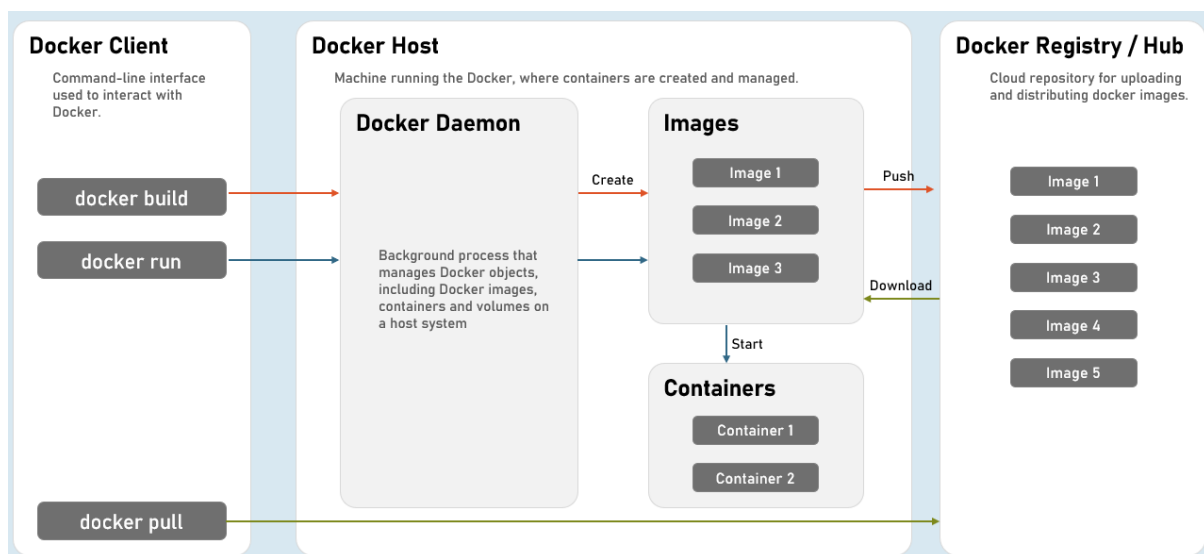 Docker Client
Command-line interface
used to interact with
Docker.
docker build
docker run
docker pull
Docker Host
Machine running the Docker, where containers are created and managed.
Docker Daemon
Background process that
manages Docker objects,
including Docker images,
containers and volumes on
a host system
Create
Images
Image 1
Image 2
Image 3
Start
Containers
Container 1
Container 2
Push
Download
Docker Registry / Hub
Cloud repository for uploading
and distributing docker images.
Image 1
Image 2
Image 3
Image 4
Image 5